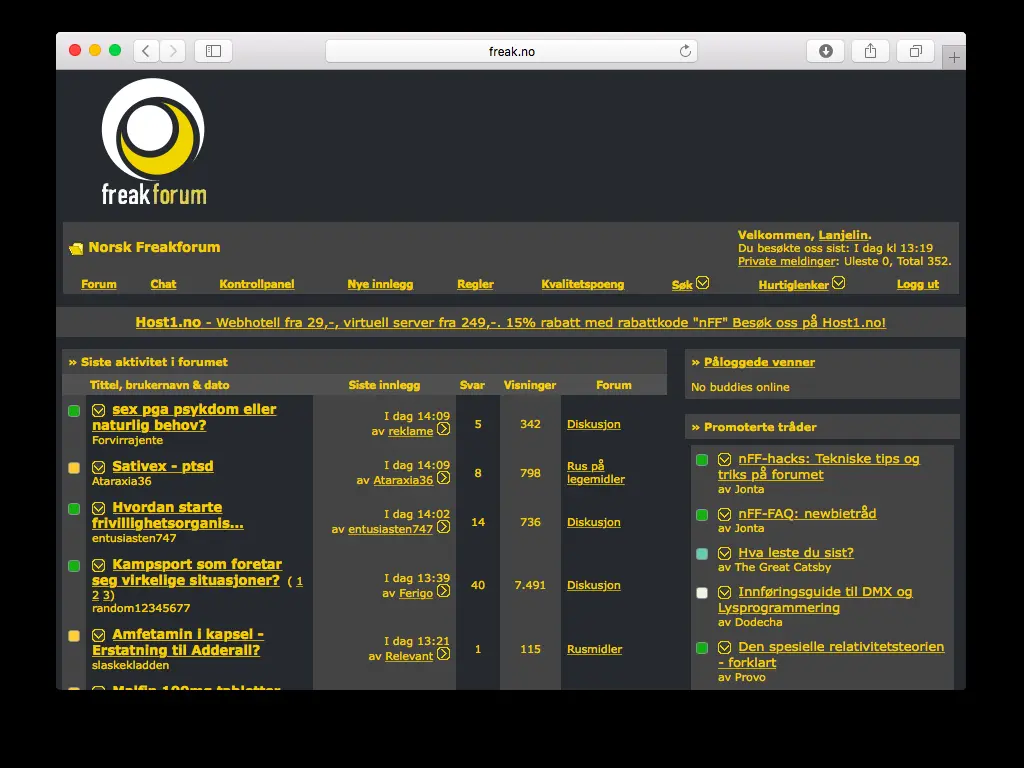 freak.no
freakforum
Norsk Freakforum
Velkommen, Lanjelin.
Du besøkte oss sist: I dag kl 13:19
Private meldinger: Uleste 0, Total 352.
Forum Chat Kontrollpanel Nye innlegg Regler Kvalitetspoeng Søk Hurtiglenker Logg ut
Host1.no - Webhotell fra 29,-, virtuell server fra 249,-. 15% rabatt med rabattkode "nFF" Besøk oss på Host1.no!
» Siste aktivitet i forumet
Tittel, brukernavn & dato Siste innlegg Svar Visninger Forum
sex pga psykdom eller
naturlig behov?
Forvirrajente
I dag 14:09
av reklame
5
342
Diskusjon
Sativex - ptsd
Ataraxia36
I dag 14:09
av Ataraxia36
8
798
Rus på
legemidler
Hvordan starte
frivillighetsorganis...
entusiasten747
I dag 14:02
av entusiasten747
14
736
Diskusjon
Kampsport som foretar
seg virkelige situasjoner? ( 1
2 3)
random12345677
I dag 13:39
av Ferigo
40
7.491
Diskusjon
Amfetamin i kapsel -
Erstatning til Adderall?
slaskekladden
I dag 13:21
av Relevant
1
115
Rusmidler
» Påloggede venner
No buddies online
» Promoterte tråder
nFF-hacks: Tekniske tips og
triks på forumet
av Jonta
nFF-FAQ: newbietråd
av Jonta
Hva leste du sist?
av The Great Catsby
Innføringsguide til DMX og
Lysprogrammering
av Dodecha
Den spesielle relativitetsteorien
- forklart
av Provo